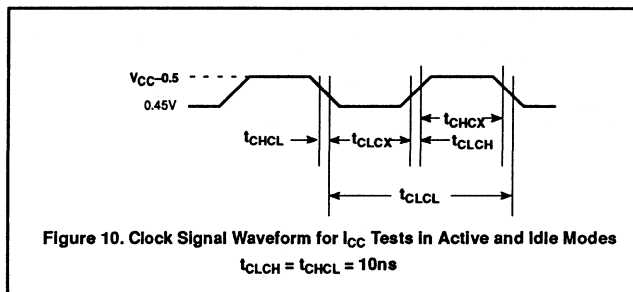 VCC–0.5
0.45V
tCHCX
tCHCL
tCLCX
tCLCH
tCLCL
Figure 10. Clock Signal Waveform for ICC Tests in Active and Idle Modes
tCLCH = tCHCL = 10ns